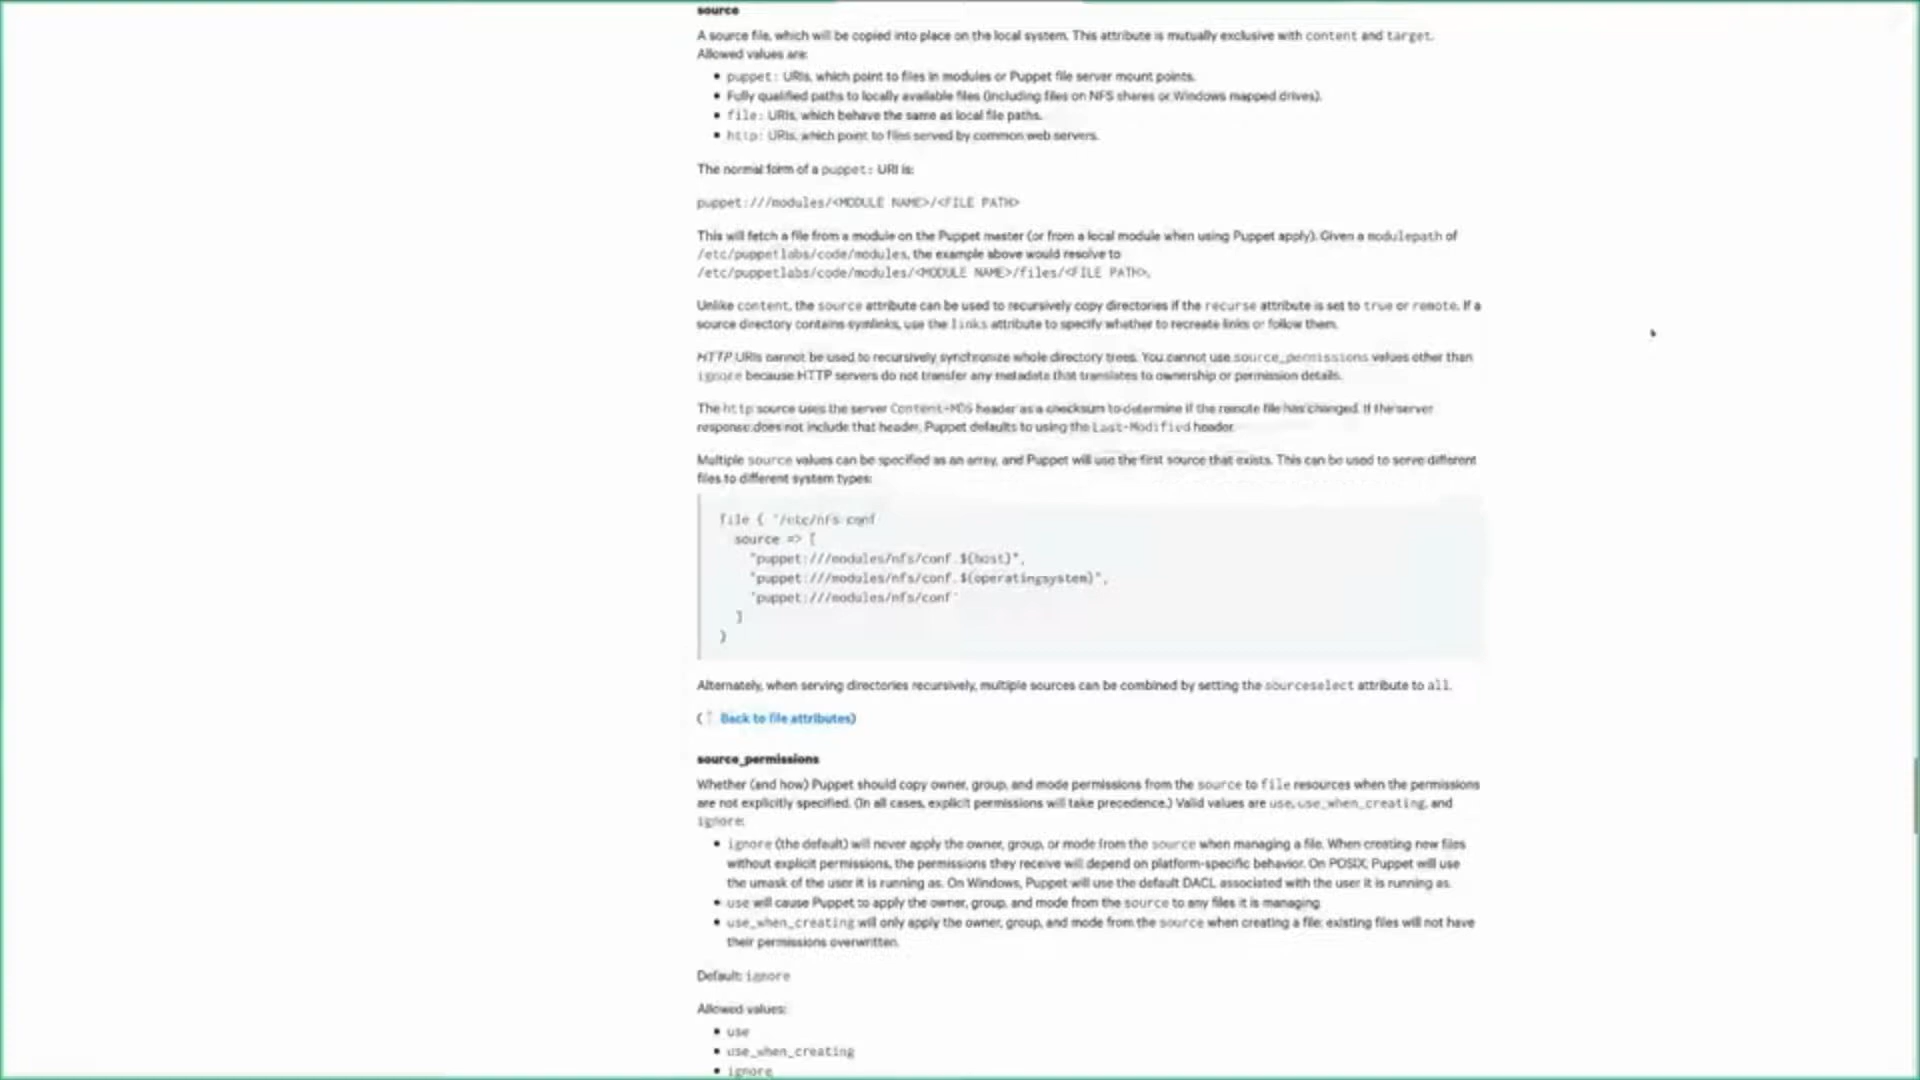 source
A source file, which will be copied into place on the local system. This attribute is mutually exclusive with content and target.
Allowed values are:
• puppet: URIs, which point to files in modules or Puppet file server mount points.
• Fully qualified paths to locally available files (including files on NFS shares or Windows mapped drives).
• file: URIs, which behave the same as local file paths.
• http: URIs, which point to files served by common web servers.
The normal form of a puppet: URI is:
puppet:///modules/<MODULE NAME>/<FILE PATH>
This will fetch a file from a module on the Puppet master (or from a local module when using Puppet apply). Given a modulepath of
/etc/puppetlabs/code/modules, the example above would resolve to
/etc/puppetlabs/code/modules/<MODULE NAME>/files/<FILE PATH>.
Unlike content, the source attribute can be used to recursively copy directories if the recurse attribute is set to true or remote. If a
source directory contains symlinks, use the links attribute to specify whether to recreate links or follow them.
HTTP URIs cannot be used to recursively synchronize whole directory trees. You cannot use source_permissions values other than
ignore because HTTP servers do not transfer any metadata that translates to ownership or permission details.
The http source uses the server Content-MD5 header as a checksum to determine if the remote file has changed. If the server
response does not include that header, Puppet defaults to using the Last-Modified header.
Multiple source values can be specified as an array, and Puppet will use the first source that exists. This can be used to serve different
files to different system types:
file { '/etc/nfs.conf'
source => [
"puppet:///modules/nfs/conf.${host}",
"puppet:///modules/nfs/conf.${operatingsystem}",
'puppet:///modules/nfs/conf'
]
}
Alternately, when serving directories recursively, multiple sources can be combined by setting the sourceselect attribute to all.
(↑ Back to file attributes)
source_permissions
Whether (and how) Puppet should copy owner, group, and mode permissions from the source to file resources when the permissions
are not explicitly specified. (In all cases, explicit permissions will take precedence.) Valid values are use, use_when_creating, and
ignore:
• ignore (the default) will never apply the owner, group, or mode from the source when managing a file. When creating new files
without explicit permissions, the permissions they receive will depend on platform-specific behavior. On POSIX, Puppet will use
the umask of the user it is running as. On Windows, Puppet will use the default DACL associated with the user it is running as.
• use will cause Puppet to apply the owner, group, and mode from the source to any files it is managing.
• use_when_creating will only apply the owner, group, and mode from the source when creating a file; existing files will not have
their permissions overwritten.
Default: ignore
Allowed values:
• use
• use_when_creating
• ignore